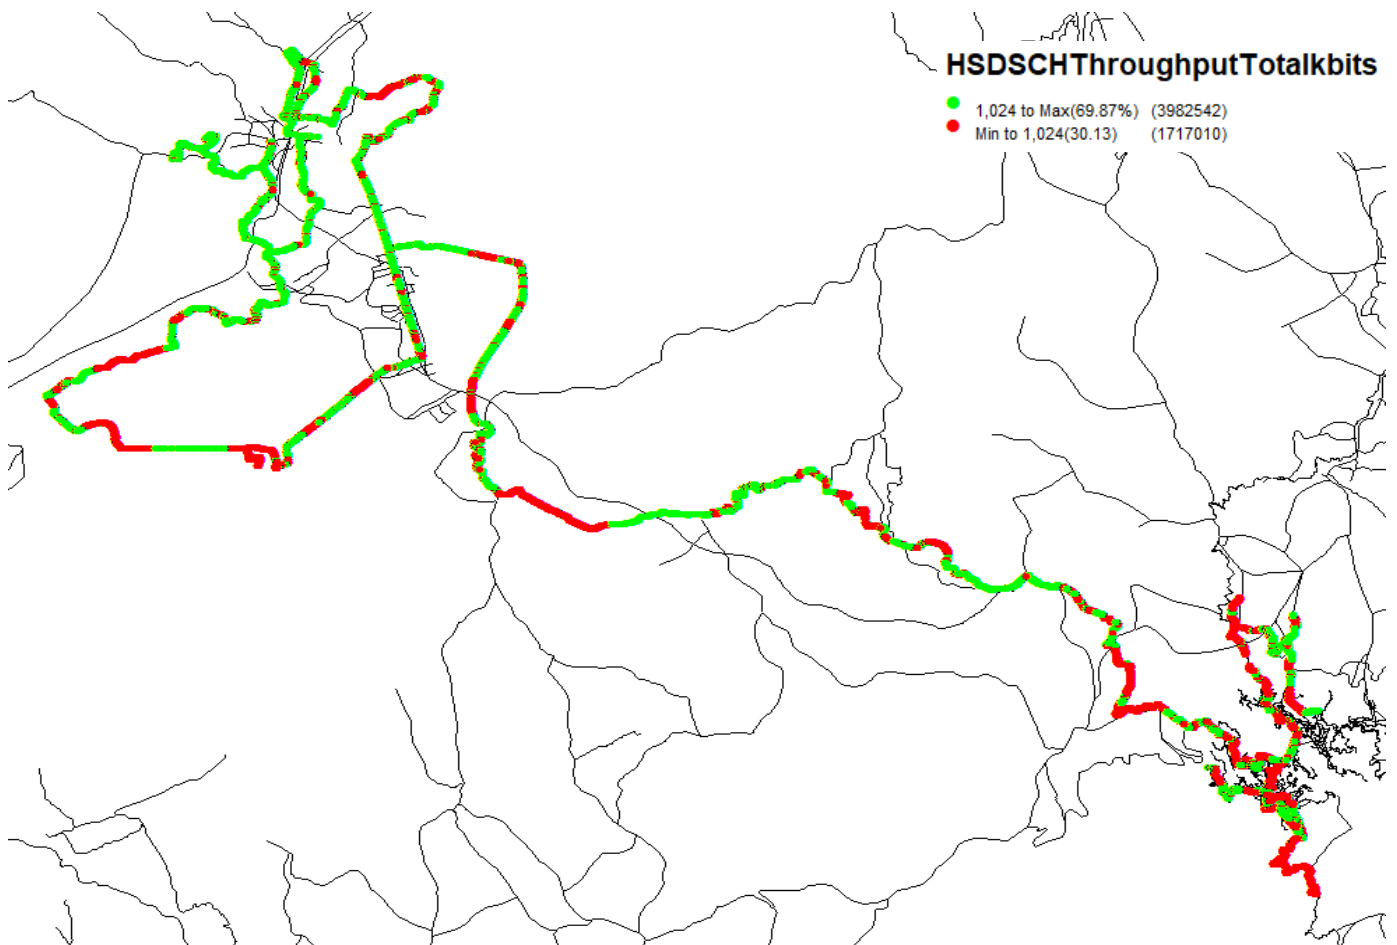 HSDSCHThroughputTotalkbits
1,024 to Max(69.87%) (3982542)
Min to 1,024(30.13) (1717010)